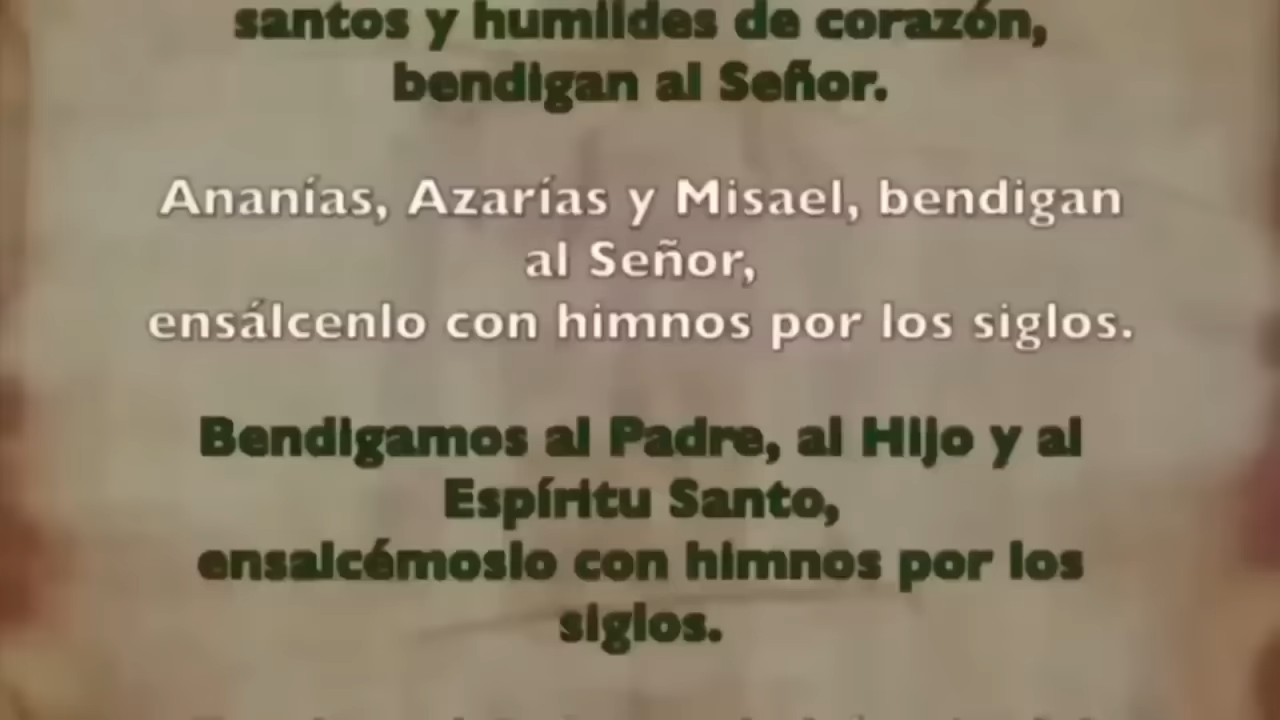 santos y humildes de corazón,
bendigan al Señor.
Ananías, Azarías y Misael, bendigan
al Señor,
ensálcenlo con himnos por los siglos.
Bendigamos al Padre, al Hijo y al
Espíritu Santo,
ensalcémoslo con himnos por los
siglos.